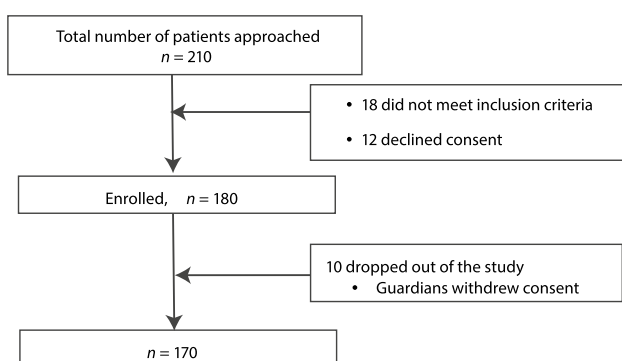 Total number of patients approached
n = 210
• 18 did not meet inclusion criteria
• 12 declined consent
Enrolled, n = 180
10 dropped out of the study
• Guardians withdrew consent
n = 170